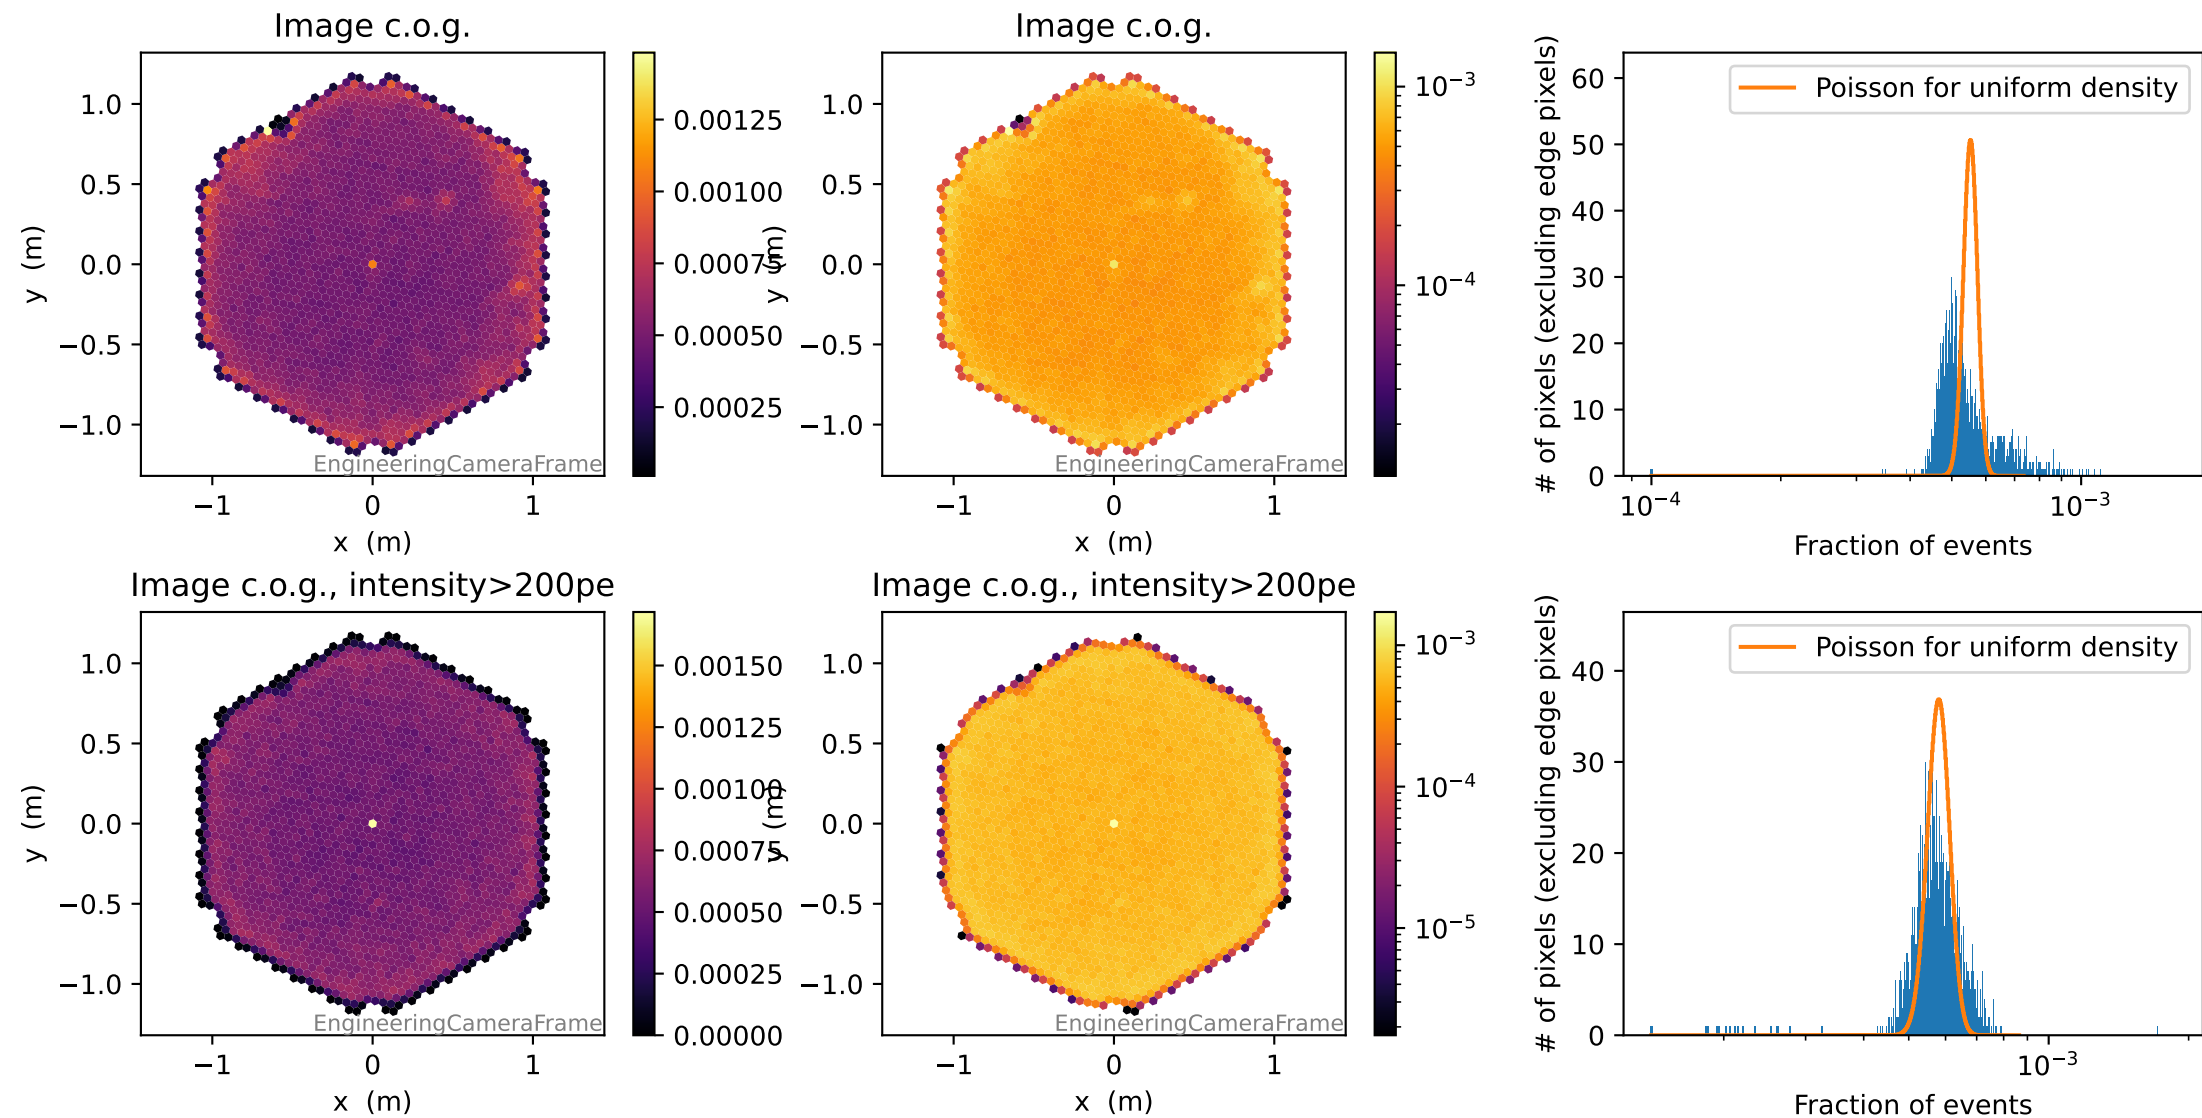 Image c.o.g.
1.0
0.5
0.0
−0.5
−1.0
y (m)
−1 0 1
x (m)
EngineeringCameraFrame
0.00125
0.00100
0.00075
0.00050
0.00025
Image c.o.g.
1.0
0.5
0.0
−0.5
−1.0
y (m)
−1 0 1
x (m)
EngineeringCameraFrame
10−3
10−4
# of pixels (excluding edge pixels)
60
50
40
30
20
10
0
Poisson for uniform density
10−4 10−3
Fraction of events
Image c.o.g., intensity>200pe
1.0
0.5
0.0
−0.5
−1.0
y (m)
−1 0 1
x (m)
EngineeringCameraFrame
0.00150
0.00125
0.00100
0.00075
0.00050
0.00025
0.00000
Image c.o.g., intensity>200pe
1.0
0.5
0.0
−0.5
−1.0
y (m)
−1 0 1
x (m)
EngineeringCameraFrame
10−3
10−4
10−5
# of pixels (excluding edge pixels)
40
30
20
10
0
Poisson for uniform density
10−3
Fraction of events